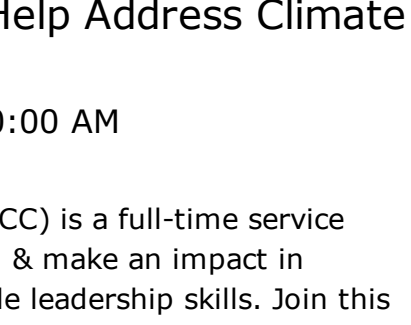 Help Address Climate
0:00 AM
CC) is a full-time service
& make an impact in
le leadership skills. Join this